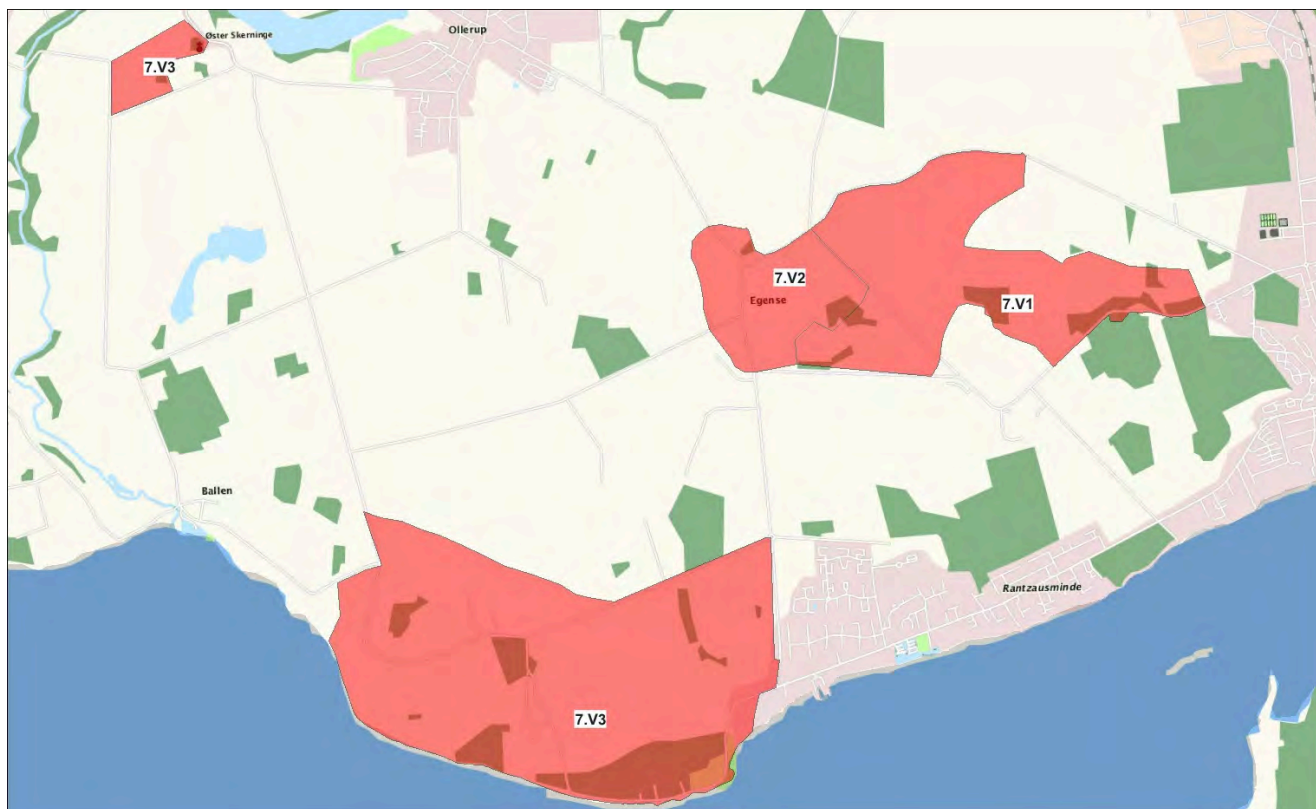 Øster Skerninge
Ollerup
7.V3
7.V2
Egense
7.V1
Ballen
Rantzausminde
7.V3